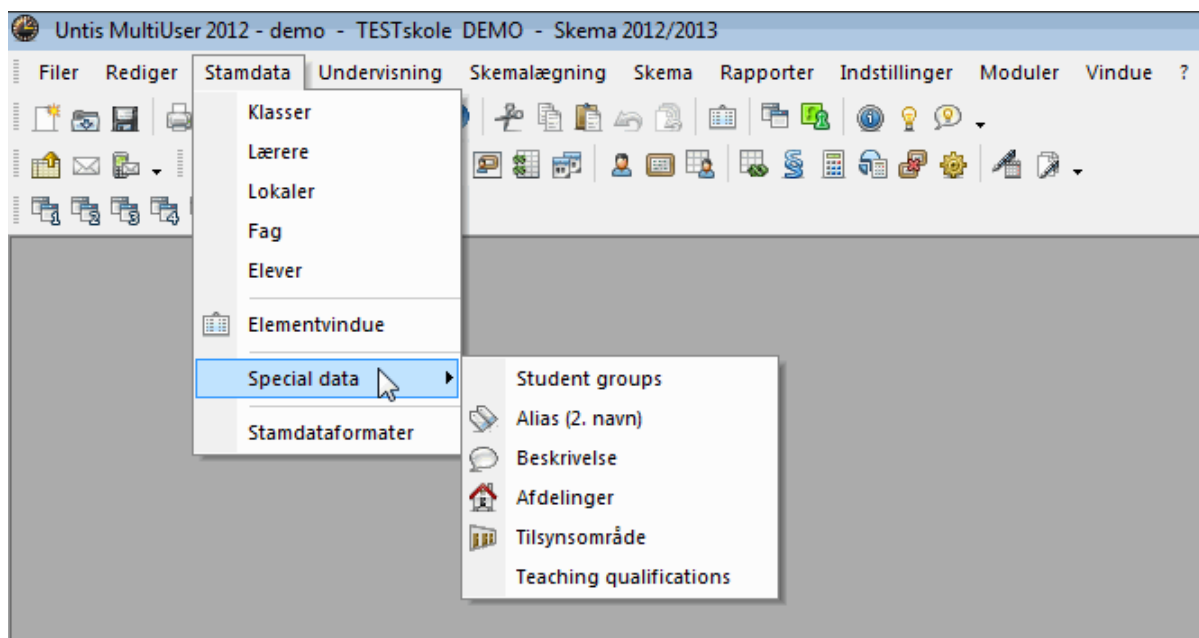 Untis MultiUser 2012 - demo - TESTskole DEMO - Skema 2012/2013
Filer Rediger Stamdata Undervisning Skemalægning Skema Rapporter Indstillinger Moduler Vindue ?
Klasser
Lærere
Lokaler
Fag
Elever
Elementvindue
Special data
Stamdataformater
Student groups
Alias (2. navn)
Beskrivelse
Afdelinger
Tilsynsområde
Teaching qualifications